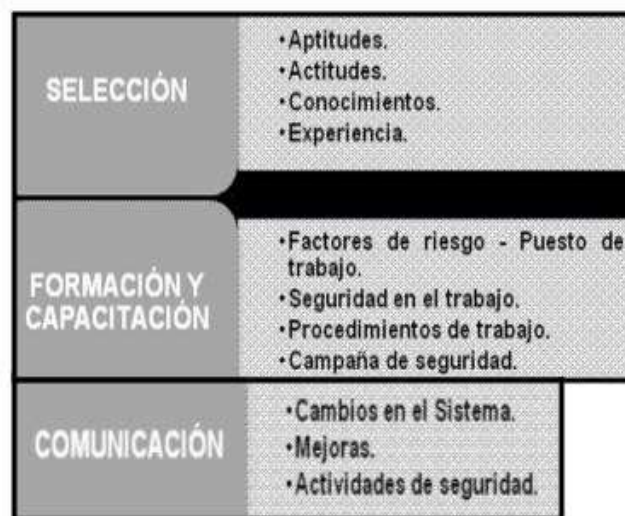 SELECCIÓN
•Aptitudes.
•Actitudes.
•Conocimientos.
•Experiencia.
FORMACIÓN Y
CAPACITACIÓN
•Factores de riesgo - Puesto de
trabajo.
•Seguridad en el trabajo.
•Procedimientos de trabajo.
•Campaña de seguridad.
COMUNICACIÓN
•Cambios en el Sistema.
•Mejoras.
•Actividades de seguridad.